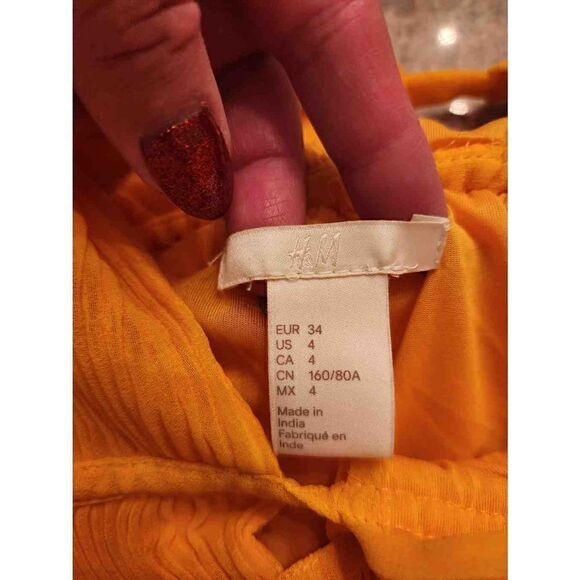 H&M
EUR 34
US 4
CA 4
CN 160/80A
MX 4
Made in
India
Fabriqué en
Inde